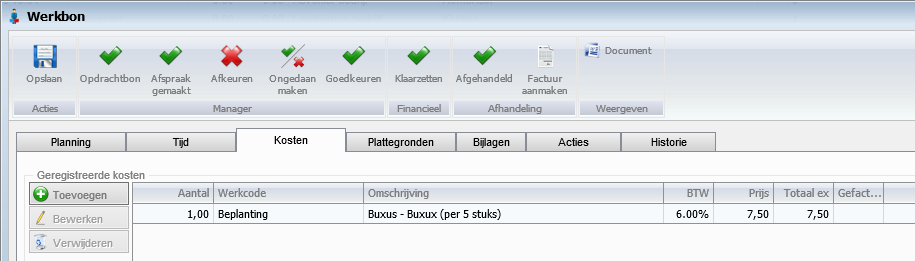 Werkbon
Opslaan
Opdrachtbon
Afspraak
gemaakt
Afkeuren
Ongedaan
maken
Goedkeuren
Klaarzetten
Afgehandeld
Factuur
aanmaken
Document
Acties
Manager
Financieel
Afhandeling
Weergeven
Planning
Tijd
Kosten
Plattegronden
Bijlagen
Acties
Historie
Geregistreerde kosten
Toevoegen
Bewerken
Verwijderen
Aantal Werkcode Omschrijving BTW Prijs Totaal ex Gefact...
1,00 Beplanting Buxus - Buxux (per 5 stuks) 6.00% 7,50 7,50